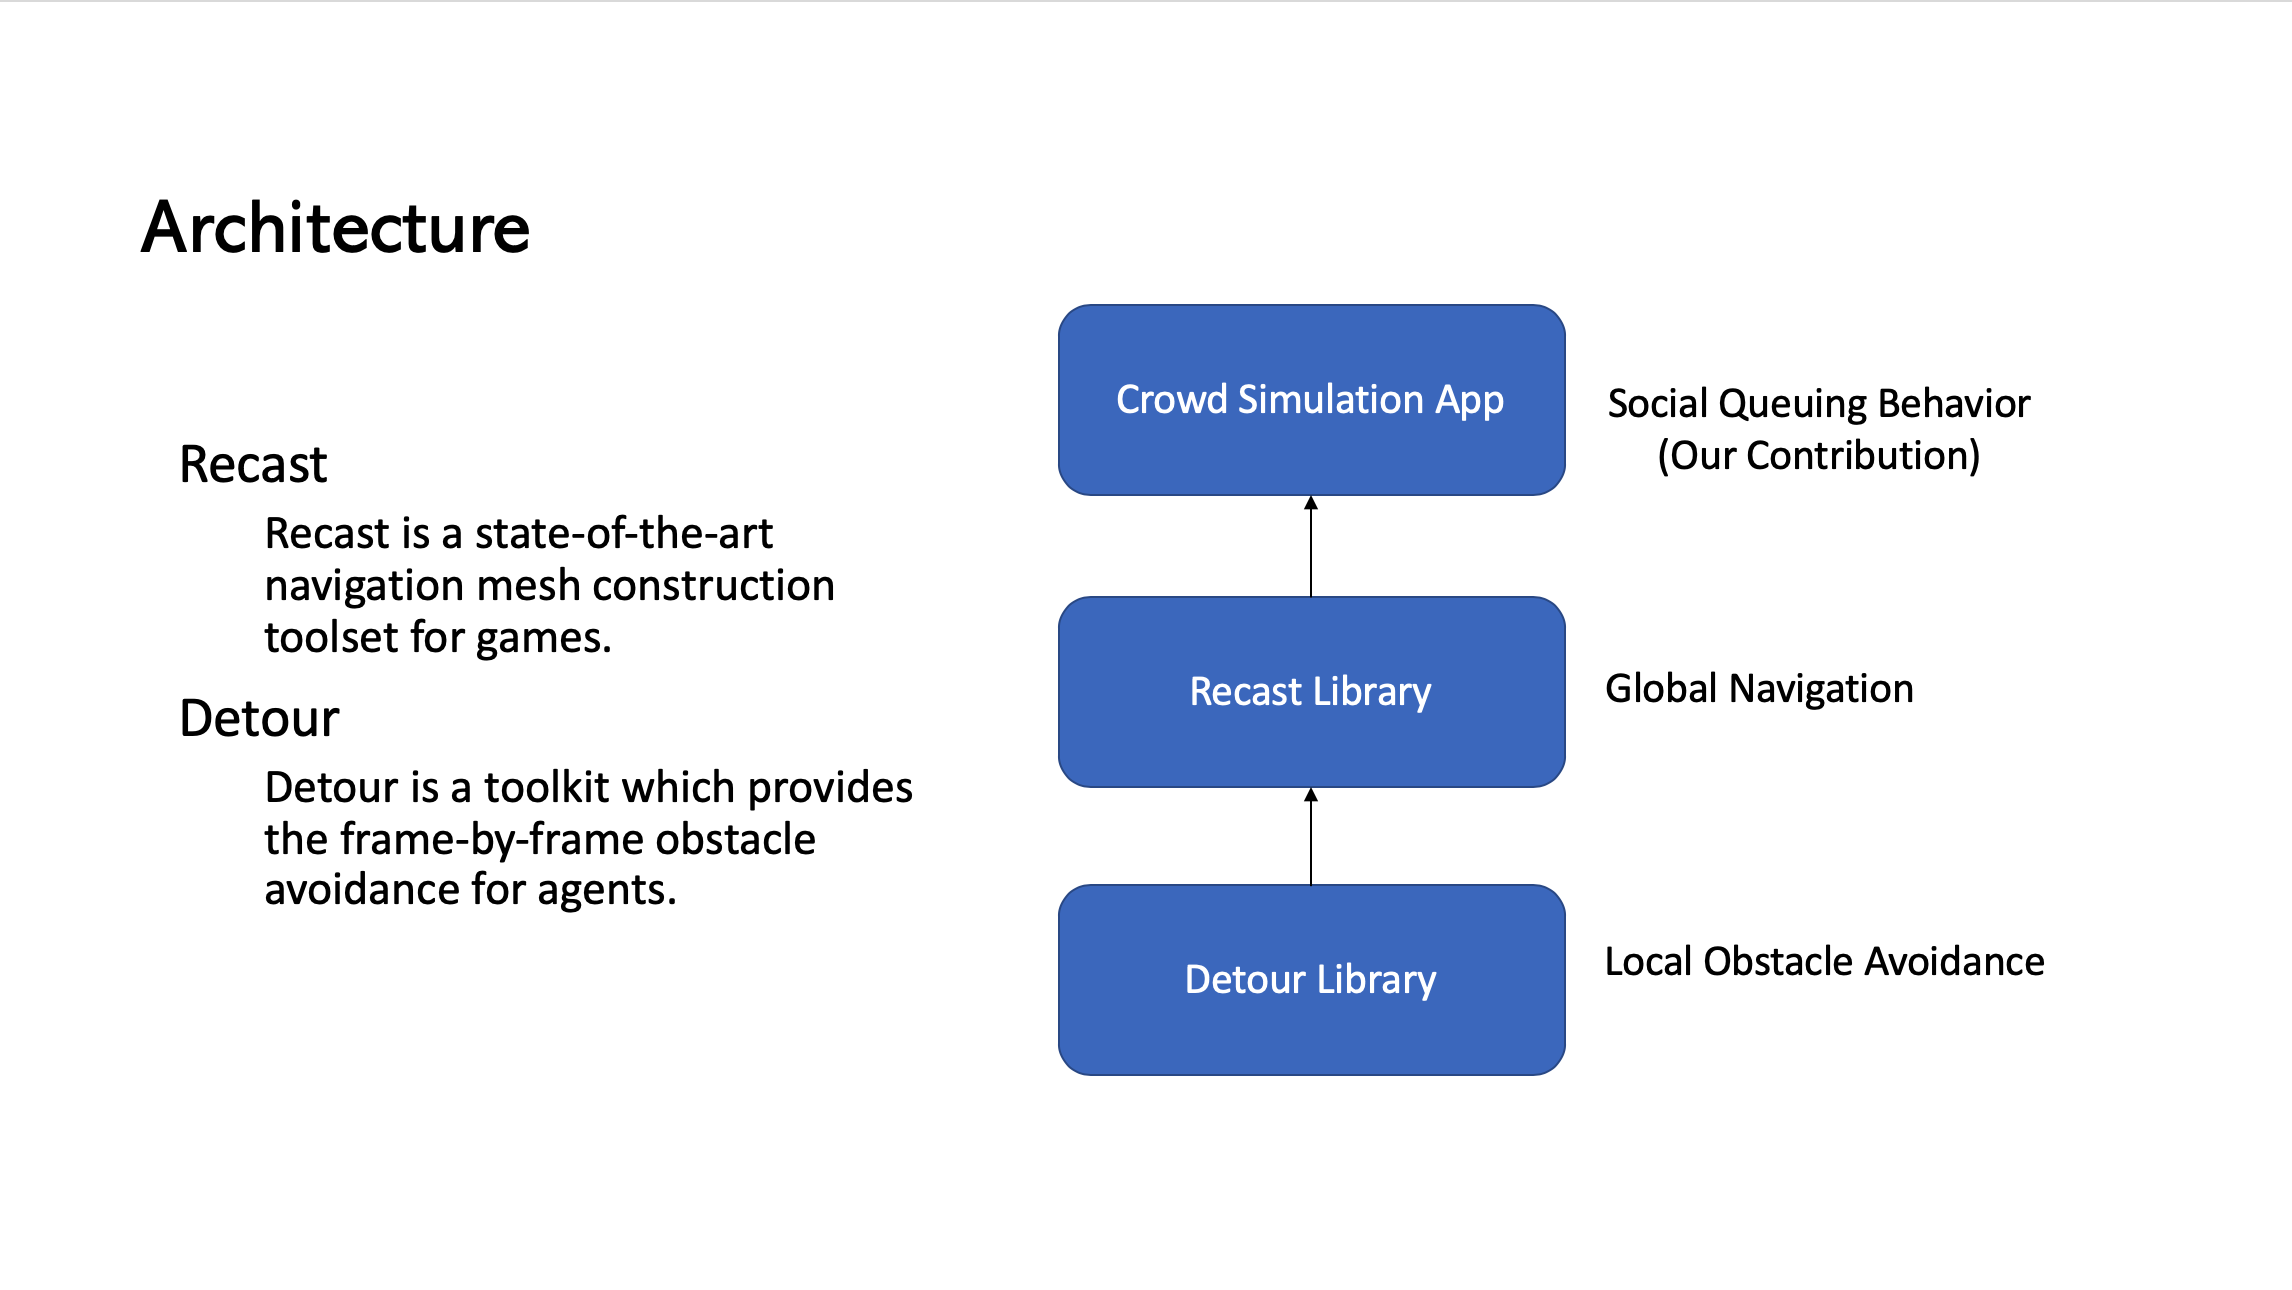 Architecture
Recast
Recast is a state-of-the-art
navigation mesh construction
toolset for games.
Detour
Detour is a toolkit which provides
the frame-by-frame obstacle
avoidance for agents.
Crowd Simulation App
Social Queuing Behavior
(Our Contribution)
Recast Library
Global Navigation
Detour Library
Local Obstacle Avoidance